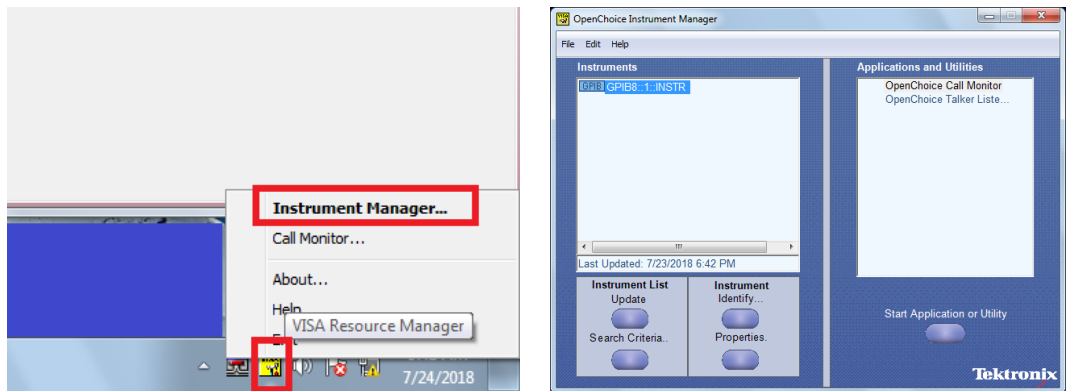 Instrument Manager...
Call Monitor...
About...
Help
VISA Resource Manager
7/24/2018
OpenChoice Instrument Manager
File Edit Help
Instruments
GPIB GPIB8::1::INSTR
Last Updated: 7/23/2018 6:42 PM
Instrument List
Update
Search Criteria..
Instrument
Identify...
Properties.
Applications and Utilities
OpenChoice Call Monitor
OpenChoice Talker Liste...
Start Application or Utility
Tektronix